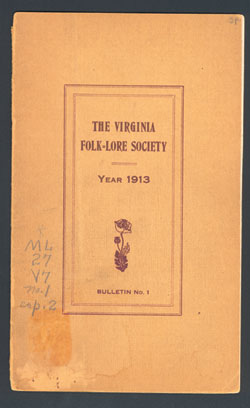 THE VIRGINIA
FOLK-LORE SOCIETY
YEAR 1913
BULLETIN No. 1
ML
27
V7
no.1
cop.2